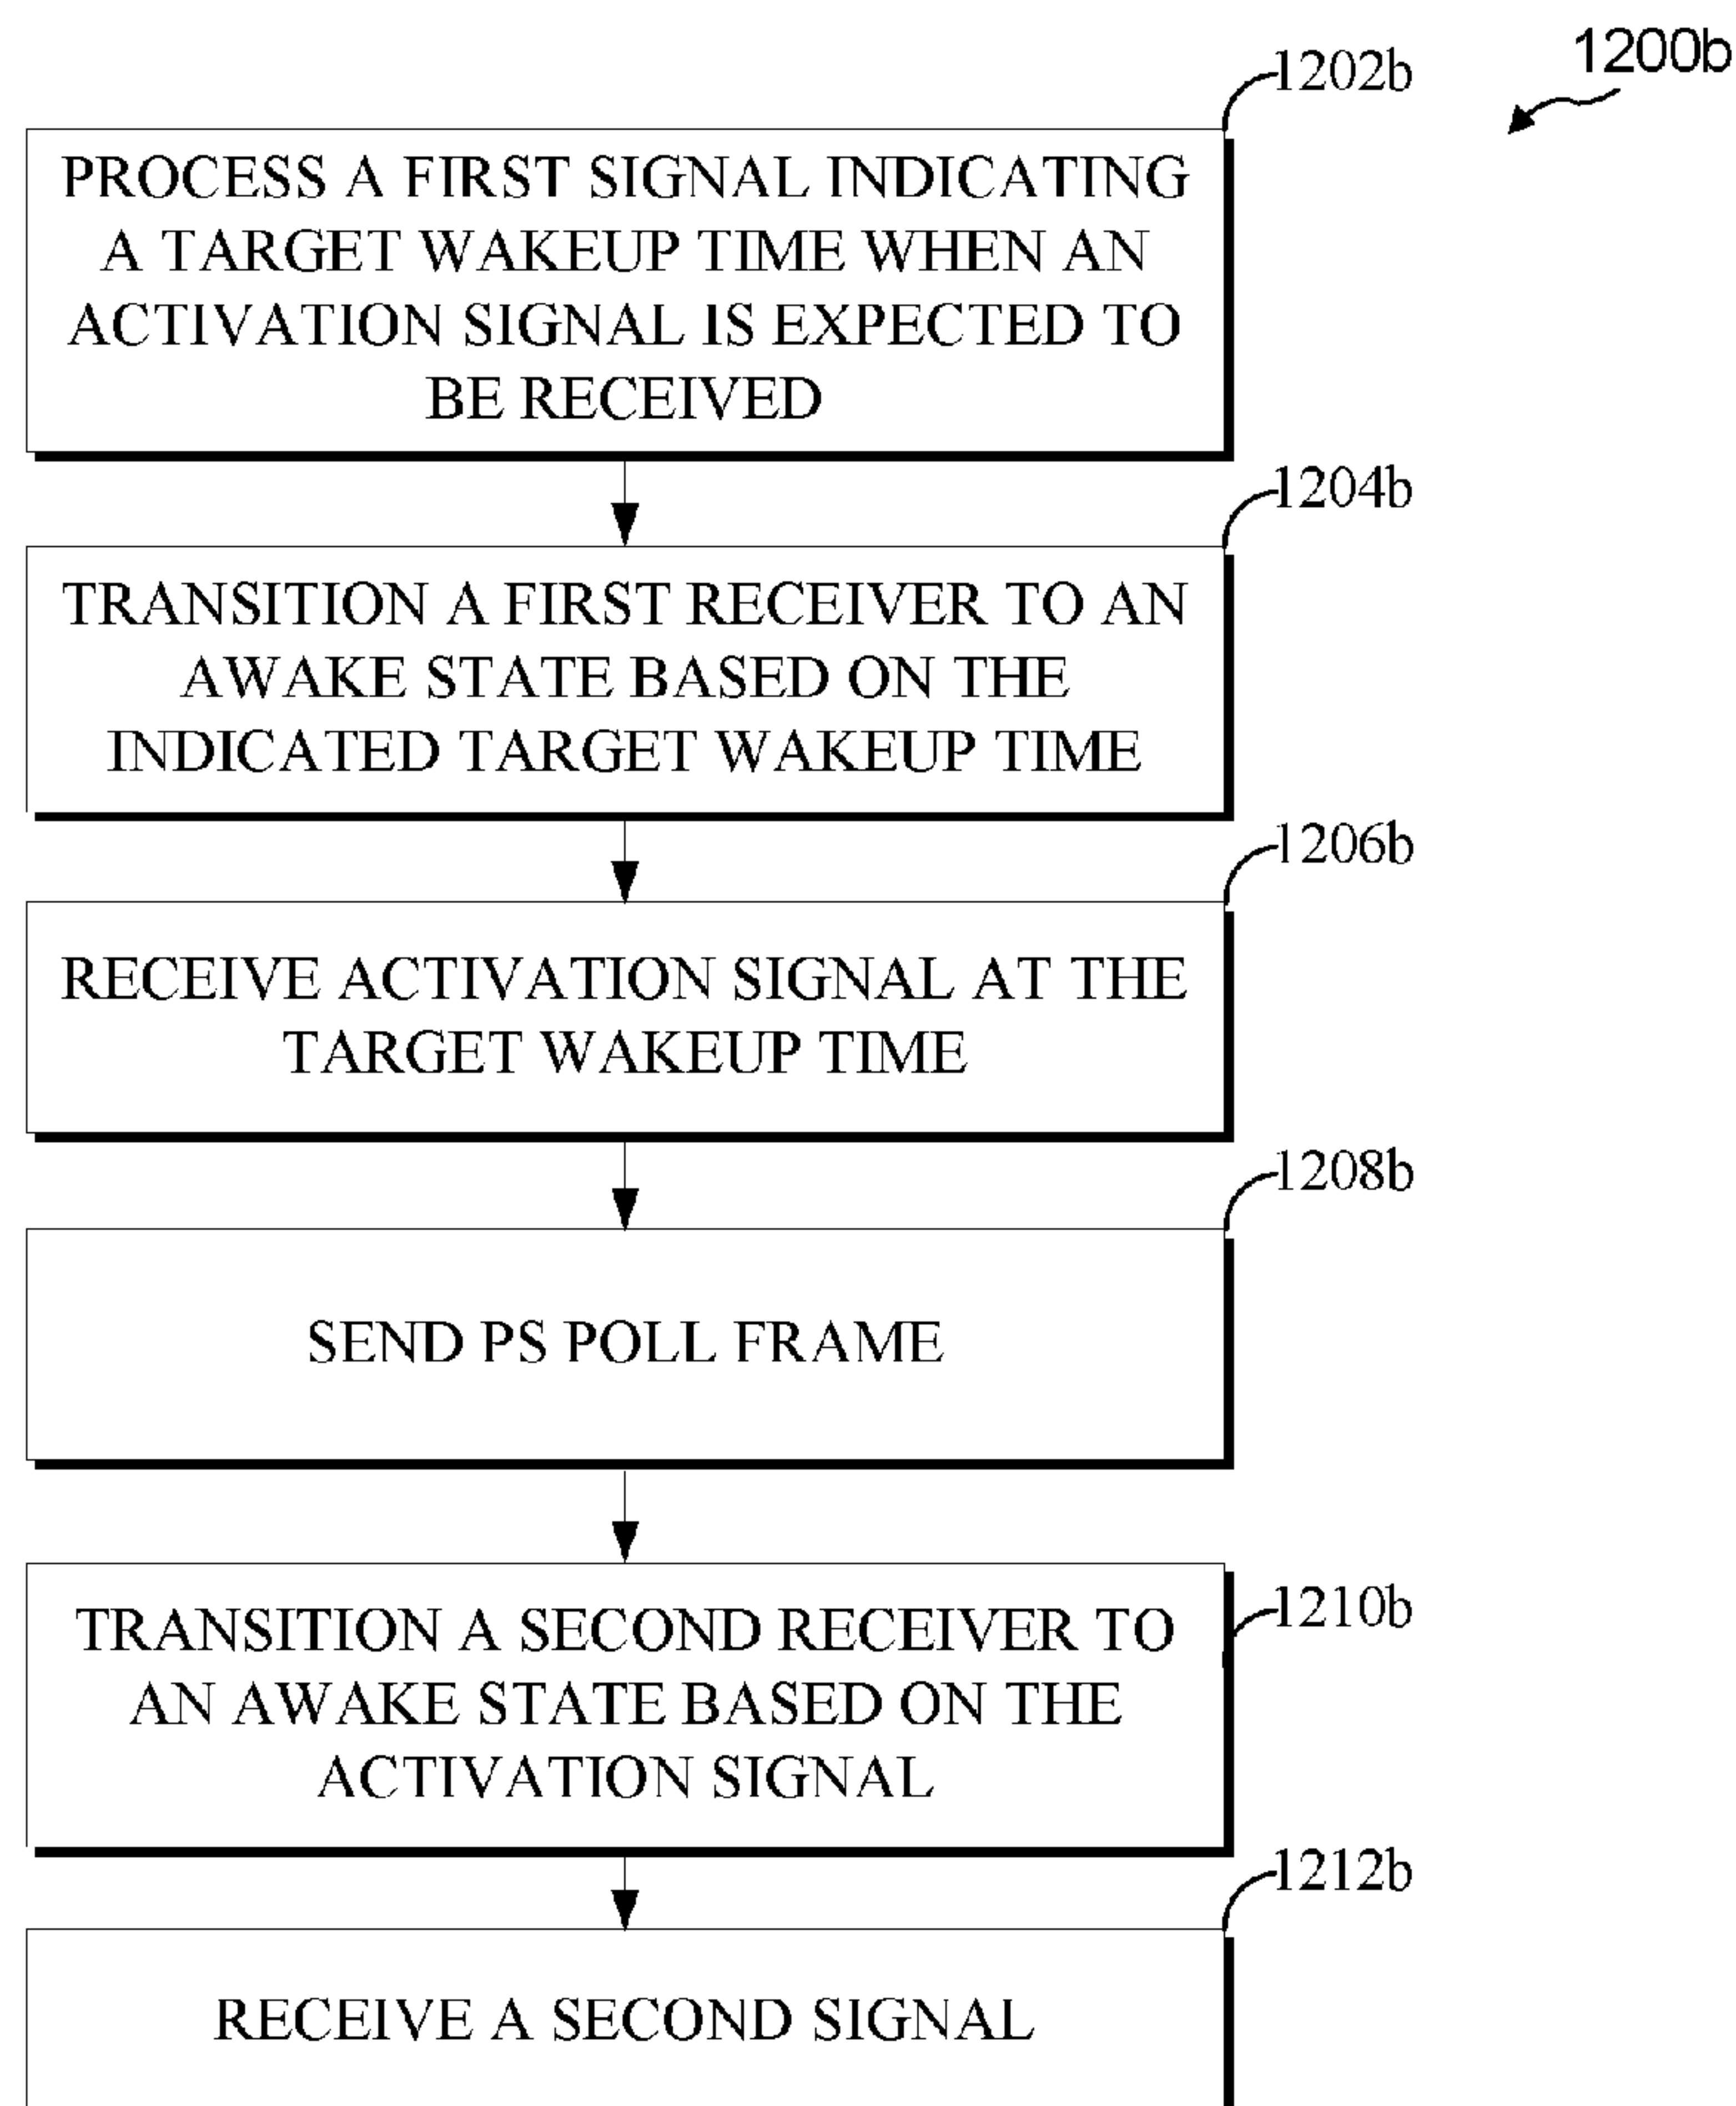 1200b
1202b
PROCESS A FIRST SIGNAL INDICATING
A TARGET WAKEUP TIME WHEN AN
ACTIVATION SIGNAL IS EXPECTED TO
BE RECEIVED
1204b
TRANSITION A FIRST RECEIVER TO AN
AWAKE STATE BASED ON THE
INDICATED TARGET WAKEUP TIME
1206b
RECEIVE ACTIVATION SIGNAL AT THE
TARGET WAKEUP TIME
1208b
SEND PS POLL FRAME
1210b
TRANSITION A SECOND RECEIVER TO
AN AWAKE STATE BASED ON THE
ACTIVATION SIGNAL
1212b
RECEIVE A SECOND SIGNAL